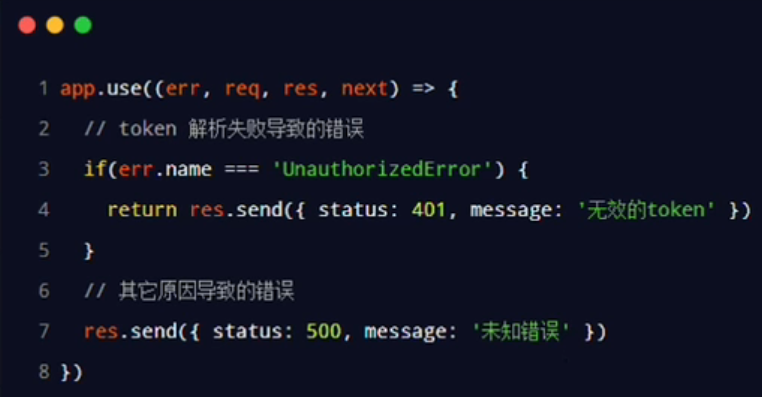 1 app.use((err, req, res, next) => {
2 // token 解析失败导致的错误
3 if(err.name === 'UnauthorizedError') {
4 return res.send({ status: 401, message: '无效的token' })
5 }
6 // 其它原因导致的错误
7 res.send({ status: 500, message: '未知错误' })
8 })